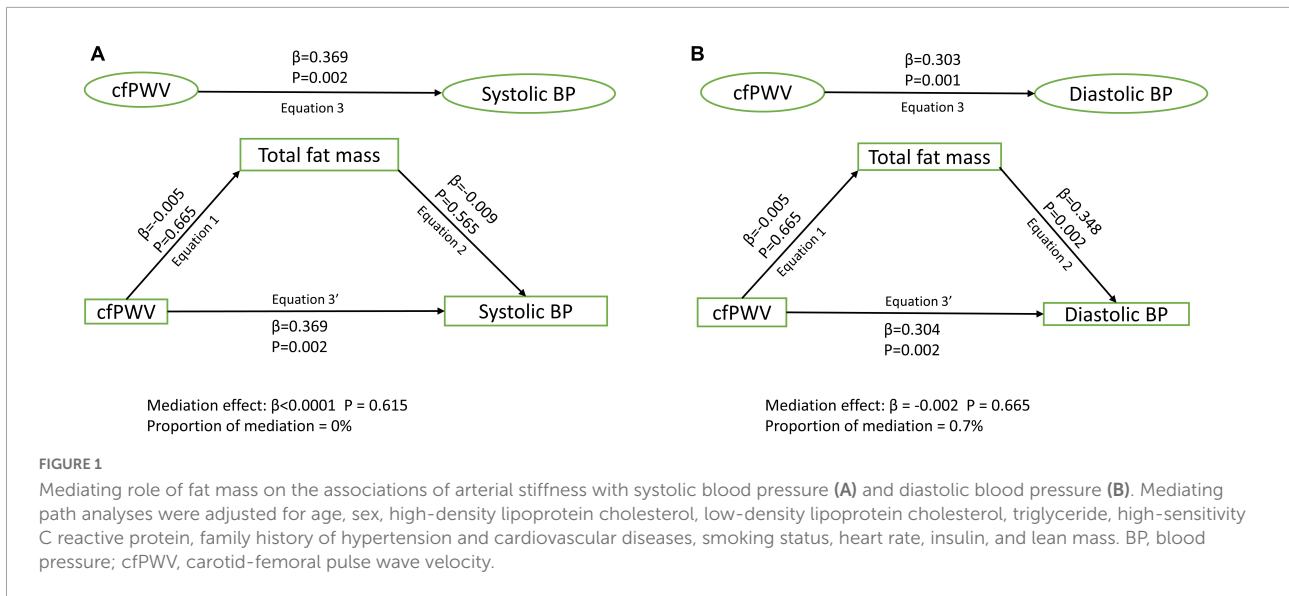 A
β=0.369
P=0.002
cfPWV
Systolic BP
Equation 3
Total fat mass
β=-0.005
P=0.665
Equation 1
β=-0.009
P=0.565
Equation 2
cfPWV
Equation 3′
Systolic BP
β=0.369
P=0.002
Mediation effect: β<0.0001 P = 0.615
Proportion of mediation = 0%
B
β=0.303
P=0.001
cfPWV
Diastolic BP
Equation 3
Total fat mass
β=-0.005
P=0.665
Equation 1
β=0.348
P=0.002
Equation 2
cfPWV
Equation 3′
Diastolic BP
β=0.304
P=0.002
Mediation effect: β = -0.002 P = 0.665
Proportion of mediation = 0.7%
FIGURE 1
Mediating role of fat mass on the associations of arterial stiffness with systolic blood pressure (A) and diastolic blood pressure (B). Mediating
path analyses were adjusted for age, sex, high-density lipoprotein cholesterol, low-density lipoprotein cholesterol, triglyceride, high-sensitivity
C reactive protein, family history of hypertension and cardiovascular diseases, smoking status, heart rate, insulin, and lean mass. BP, blood
pressure; cfPWV, carotid-femoral pulse wave velocity.